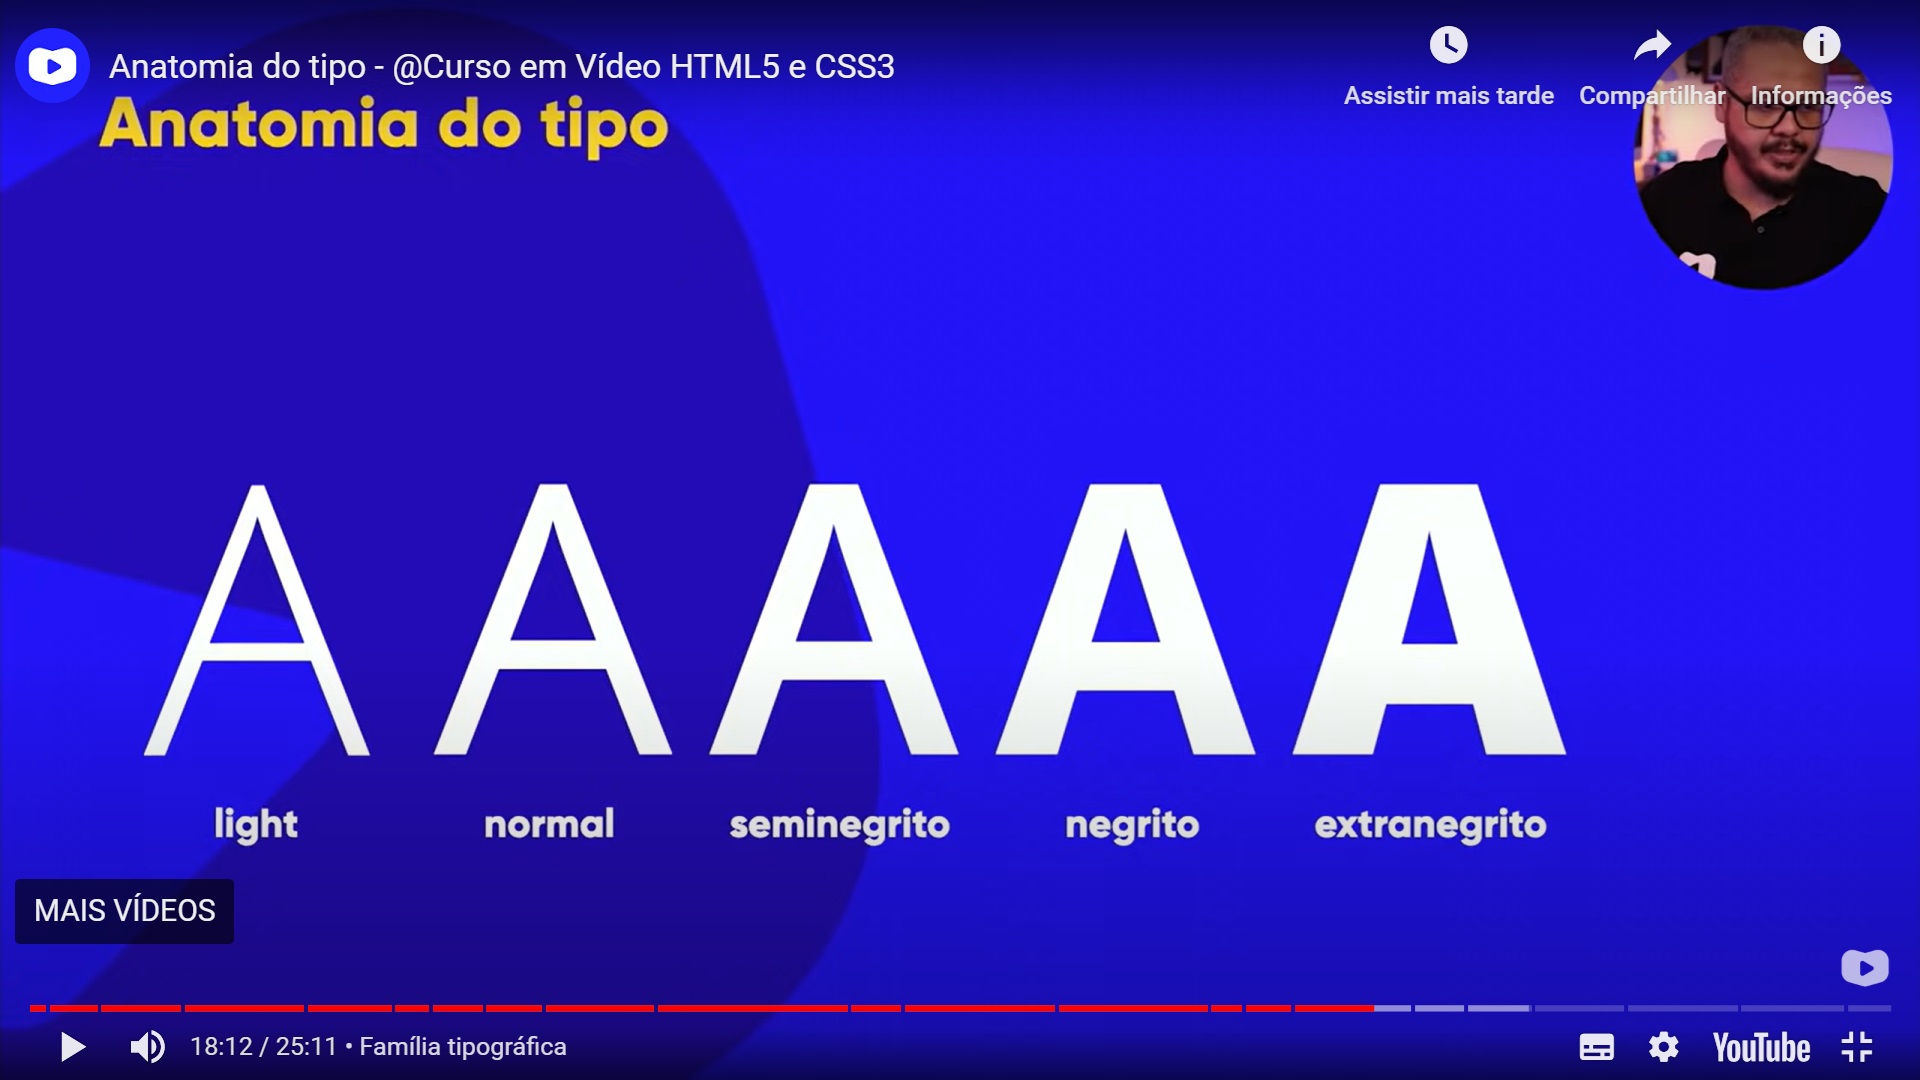 Anatomia do tipo - @Curso em Vídeo HTML5 e CSS3
Assistir mais tarde Compartilhar Informações
Anatomia do tipo
A A A A A
light normal seminegrito negrito extranegrito
MAIS VÍDEOS
18:12 / 25:11 • Família tipográfica
YouTube